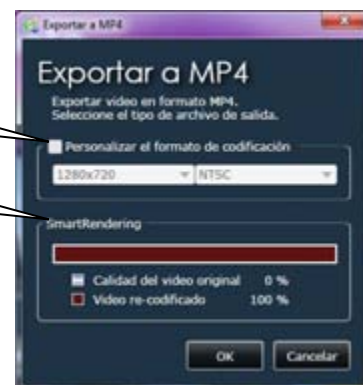 Exportar a MP4
Exportar a MP4
Exportar video en formato MP4.
Seleccione el tipo de archivo de salida.
Personalizar el formato de codificación
1280x720 NTSC
SmartRendering
Calidad del video original 0 %
Video re-codificado 100 %
OK Cancelar